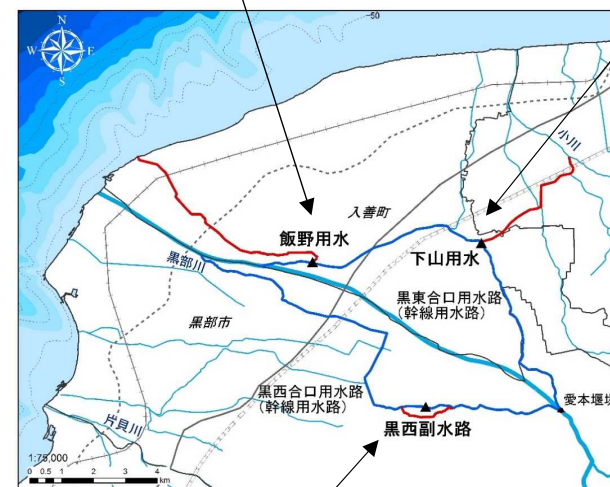 N
W E
S
50
小川
入善町
飯野用水
下山用水
黒部川
黒東合口用水路
(幹線用水路)
黒部市
黒西合口用水路
(幹線用水路)
愛本堰堤
片貝川
黒西副水路
1:75,000
0 0.5 1 2 3 4
km